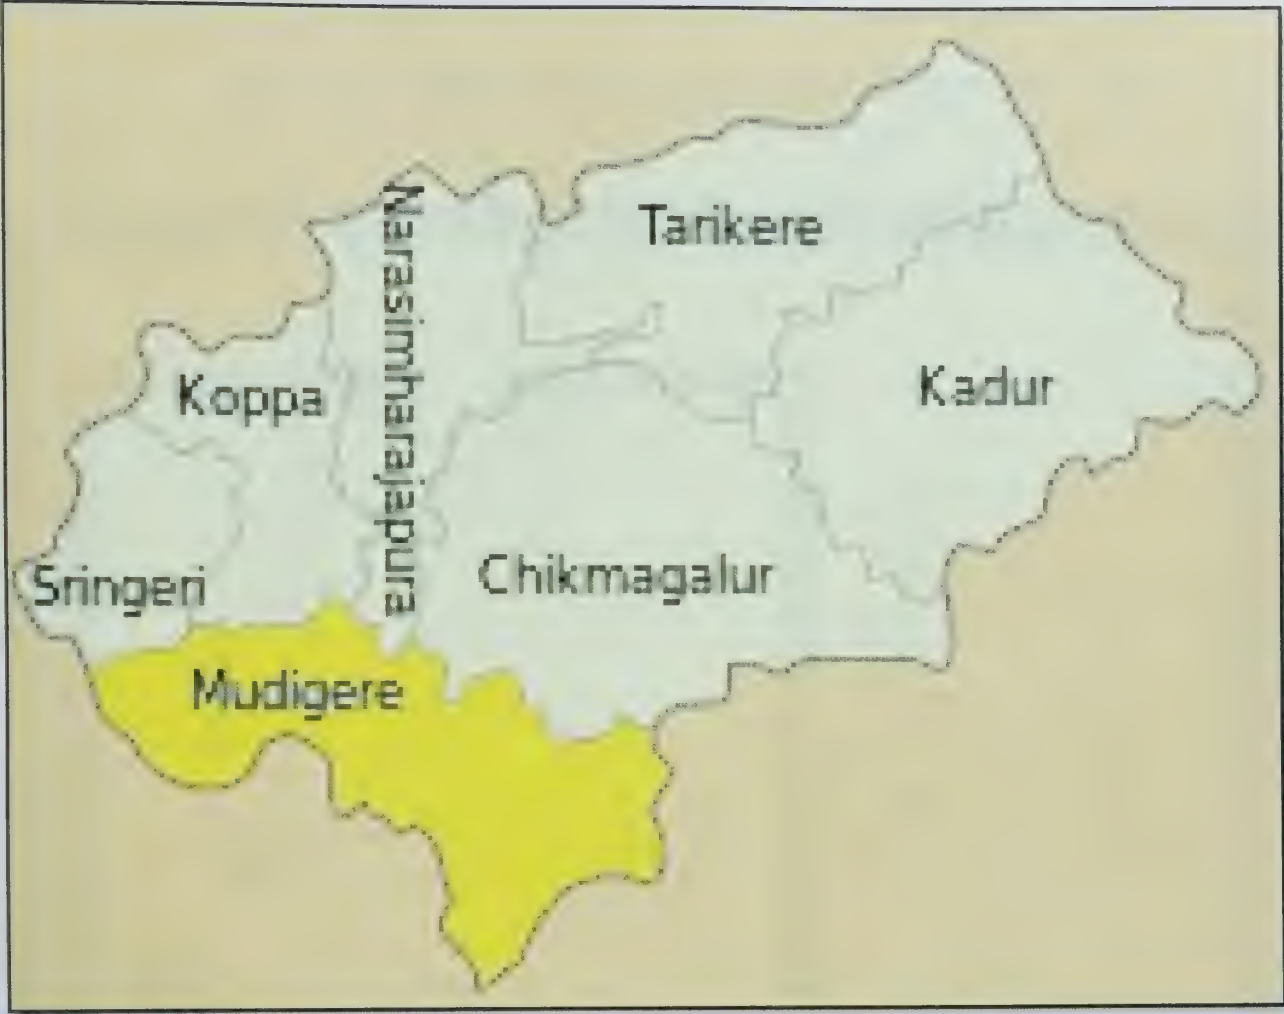 Tarikere
Narasimharajapura
Koppa
Kadur
Sringeri
Chikmagalur
Mudigere